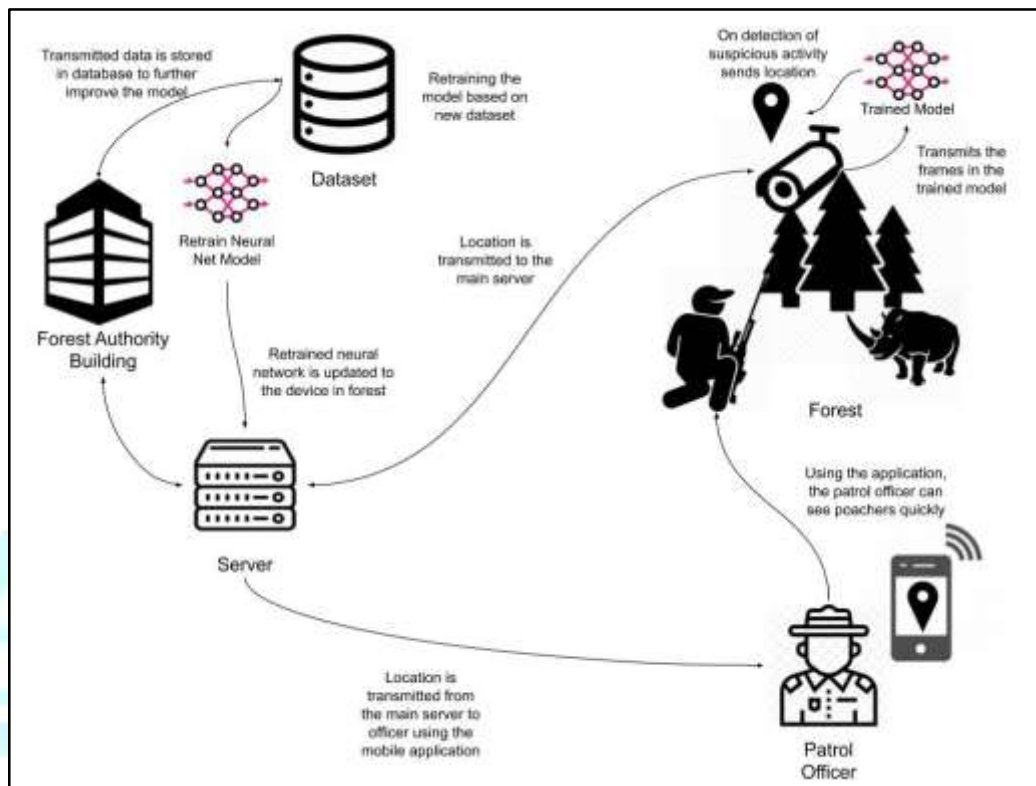 Transmitted data is stored
in database to further
improve the model
Retraining the
model based on
new dataset
Dataset
Retrain Neural
Net Model
Forest Authority
Building
Retrained neural
network is updated to
the device in forest
Server
Location is
transmitted to the
main server
On detection of
suspicious activity
sends location
Trained Model
Transmits the
frames in the
trained model
Forest
Using the application,
the patrol officer can
see poachers quickly
Location is
transmitted from
the main server to
officer using the
mobile application
Patrol
Officer